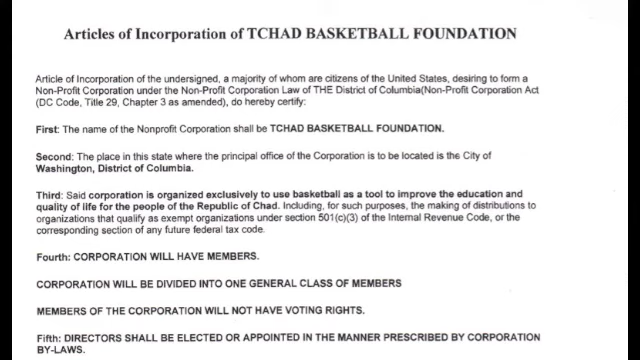 Articles of Incorporation of TCHAD BASKETBALL FOUNDATION
Article of Incorporation of the undersigned, a majority of whom are citizens of the United States, desiring to form a
Non-Profit Corporation under the Non-Profit Corporation Law of THE District of Columbia(Non-Profit Corporation Act
(DC Code, Title 29, Chapter 3 as amended), do hereby certify:
First: The name of the Nonprofit Corporation shall be TCHAD BASKETBALL FOUNDATION.
Second: The place in this state where the principal office of the Corporation is to be located is the City of
Washington, District of Columbia.
Third: Said corporation is organized exclusively to use basketball as a tool to improve the education and
quality of life for the people of the Republic of Chad. Including, for such purposes, the making of distributions to
organizations that qualify as exempt organizations under section 501(c)(3) of the Internal Revenue Code, or the
corresponding section of any future federal tax code.
Fourth: CORPORATION WILL HAVE MEMBERS.
CORPORATION WILL BE DIVIDED INTO ONE GENERAL CLASS OF MEMBERS
MEMBERS OF THE CORPORATION WILL NOT HAVE VOTING RIGHTS.
Fifth: DIRECTORS SHALL BE ELECTED OR APPOINTED IN THE MANNER PRESCRIBED BY CORPORATION
BY-LAWS.